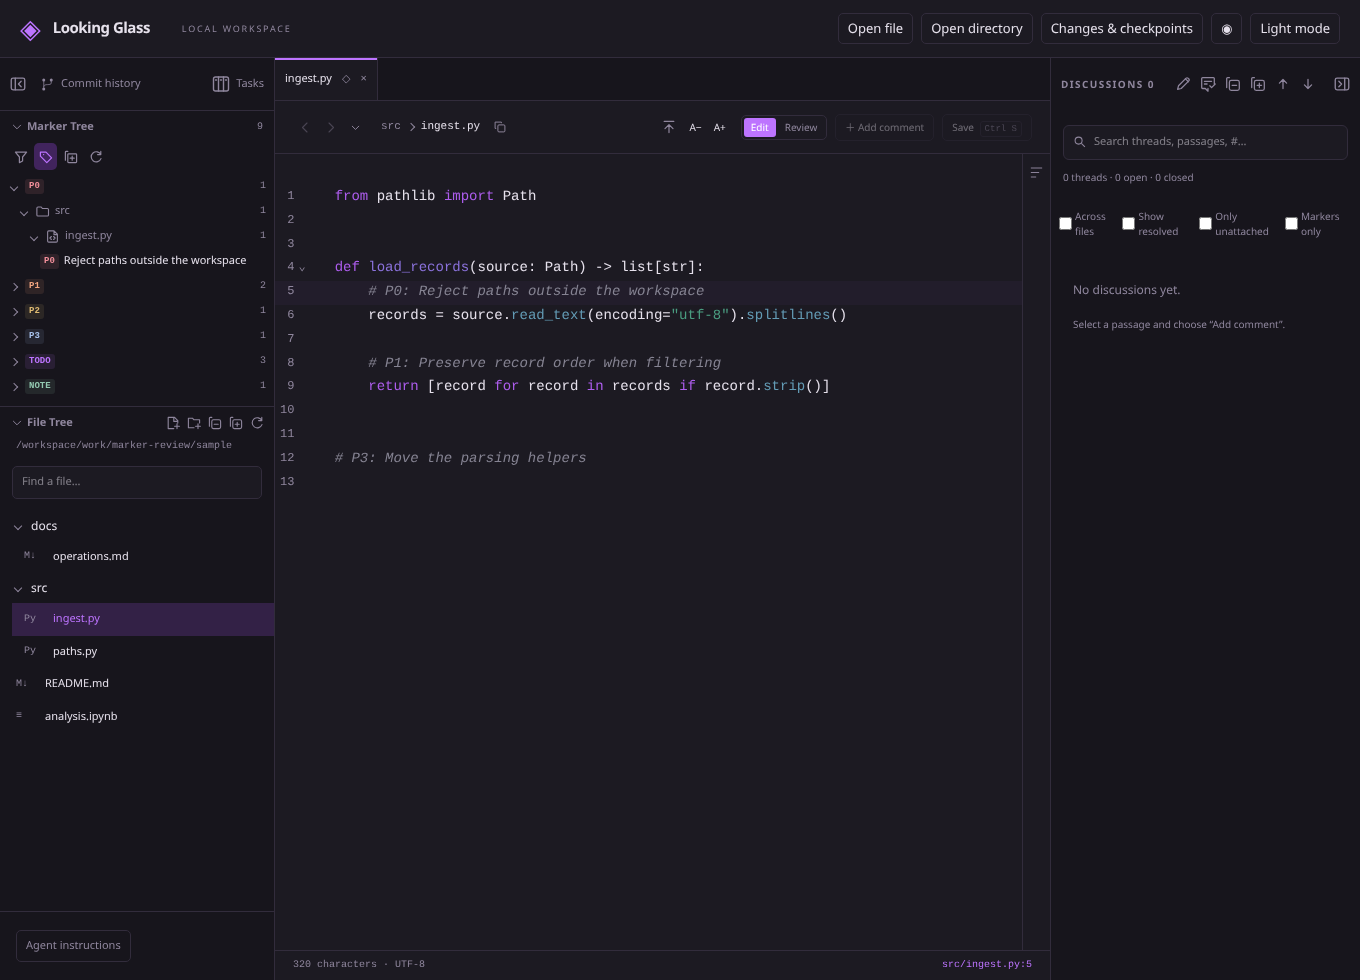 Looking Glass
LOCAL WORKSPACE
Open file
Open directory
Changes & checkpoints
Light mode
Commit history
Tasks
Marker Tree 9
P0 1
src 1
ingest.py 1
P0 Reject paths outside the workspace
P1 2
P2 1
P3 1
TODO 3
NOTE 1
File Tree
/workspace/work/marker-review/sample
Find a file...
docs
M↓ operations.md
src
Py ingest.py
Py paths.py
M↓ README.md
≡ analysis.ipynb
Agent instructions
ingest.py ◇ ×
src > ingest.py
A− A+
Edit Review
+ Add comment
Save Ctrl S
1 from pathlib import Path
2
3
4 def load_records(source: Path) -> list[str]:
5     # P0: Reject paths outside the workspace
6     records = source.read_text(encoding="utf-8").splitlines()
7
8     # P1: Preserve record order when filtering
9     return [record for record in records if record.strip()]
10
11
12 # P3: Move the parsing helpers
13
320 characters · UTF-8
src/ingest.py:5
DISCUSSIONS 0
Search threads, passages, #...
0 threads · 0 open · 0 closed
Across files
Show resolved
Only unattached
Markers only
No discussions yet.
Select a passage and choose “Add comment”.